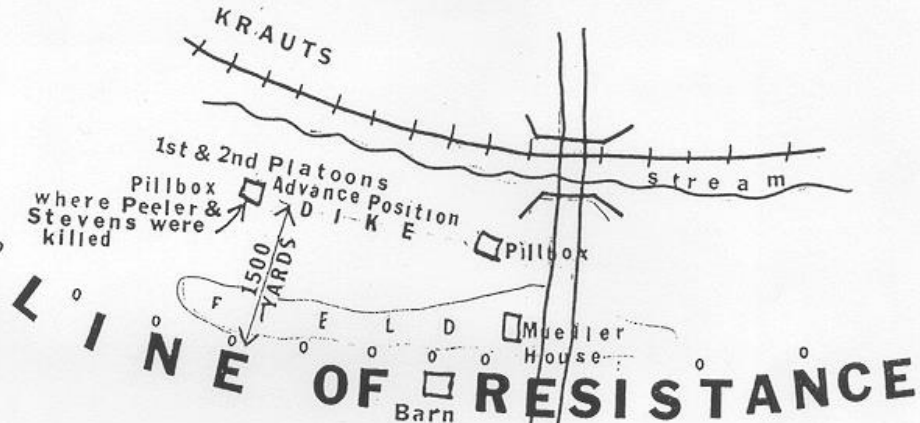 KRAUTS
stream
1st & 2nd Platoons
Advance Position
DIKE
Pillbox
where Peeler &
Stevens were
killed
Pillbox
1500
YARDS
F E L D
Mueller
House
Barn
LINE OF RESISTANCE